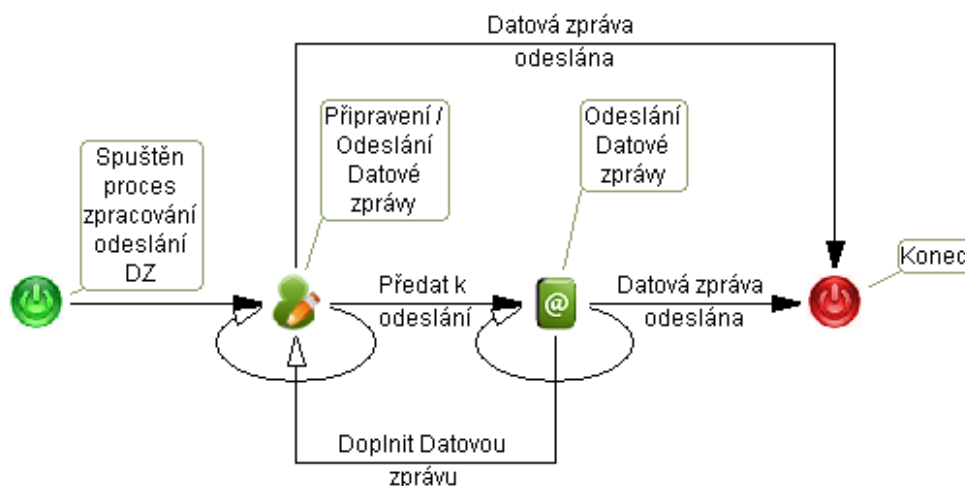 Datová zpráva
odeslána
Připravení /
Odeslání
Datové
zprávy
Odeslání
Datové
zprávy
Spuštěn
proces
zpracování
odeslání
DZ
Konec
Předat k
odeslání
Datová zpráva
odeslána
@
Doplnit Datovou
zprávu